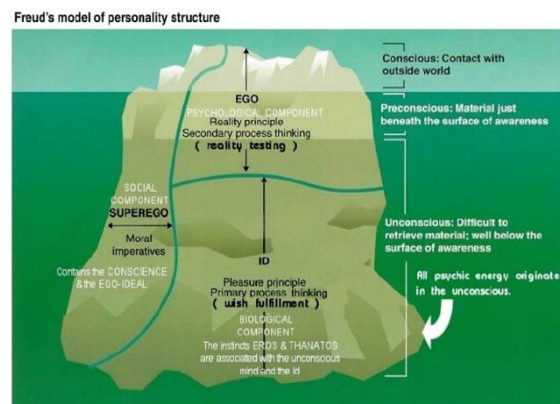 Freud's model of personality structure
Conscious: Contact with
outside world
EGO
PSYCHOLOGICAL COMPONENT
Reality principle
Secondary process thinking
( reality testing )
Preconscious: Material just
beneath the surface of awareness
SOCIAL
COMPONENT
SUPEREGO
Moral
imperatives
Contains the CONSCIENCE
& the EGO-IDEAL
Unconscious: Difficult to
retrieve material; well below the
surface of awareness
ID
Pleasure principle
Primary process thinking
( wish fulfillment )
BIOLOGICAL
COMPONENT
The instincts EROS & THANATOS
are associated with the unconscious
mind and the Id
All psychic energy originate
in the unconscious.